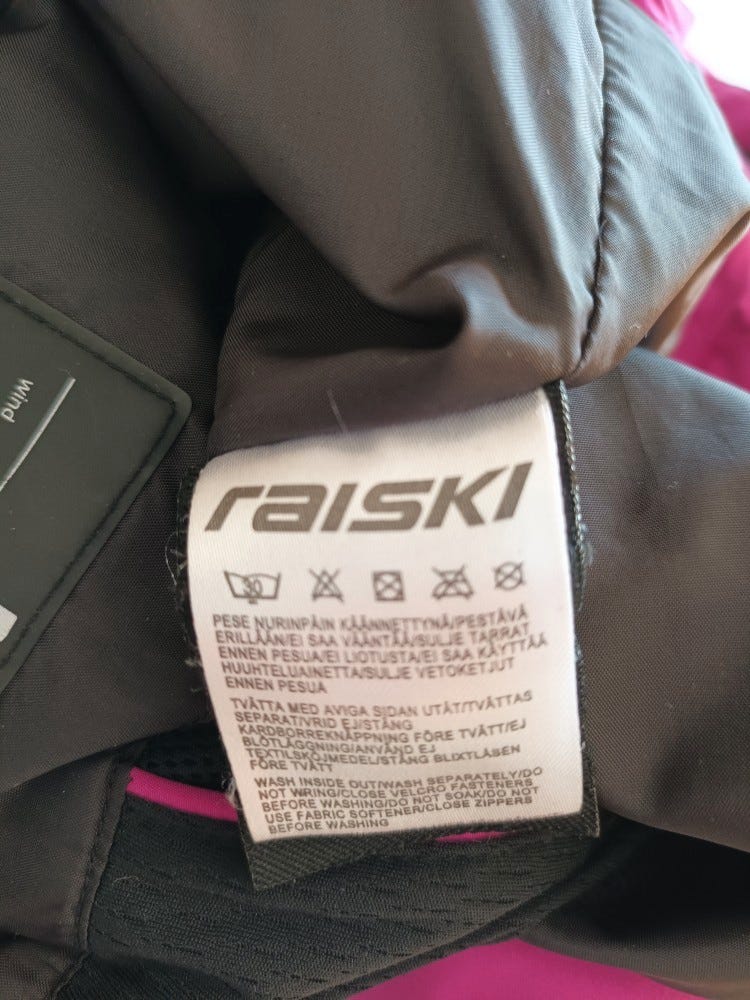 wind
raISKI
30
PESE NURINPÄIN KÄÄNNETTYNÄ/PESTÄVÄ
ERILLÄÄN/EI SAA VÄÄNTÄÄ/SULJE TARRAT
ENNEN PESUA/EI LIOTUSTA/EI SAA KÄYTTÄÄ
HUUHTELUAINETTA/SULJE VETOKETJUT
ENNEN PESUA
TVÄTTA MED AVIGA SIDAN UTÅT/TVÄTTAS
SEPARAT/VRID EJ/STÄNG
KARDBORREKNÄPPNING FÖRE TVÄTT/EJ
BLÖTLÄGGNING/ANVÄND EJ
TEXTILSKÖJMEDEL/STÄNG BLIXTLÅSEN
FÖRE TVÄTT
WASH INSIDE OUT/WASH SEPARATELY/DO
NOT WRING/CLOSE VELCRO FASTENERS
BEFORE WASHING/DO NOT SOAK/DO NOT
USE FABRIC SOFTENER/CLOSE ZIPPERS
BEFORE WASHING